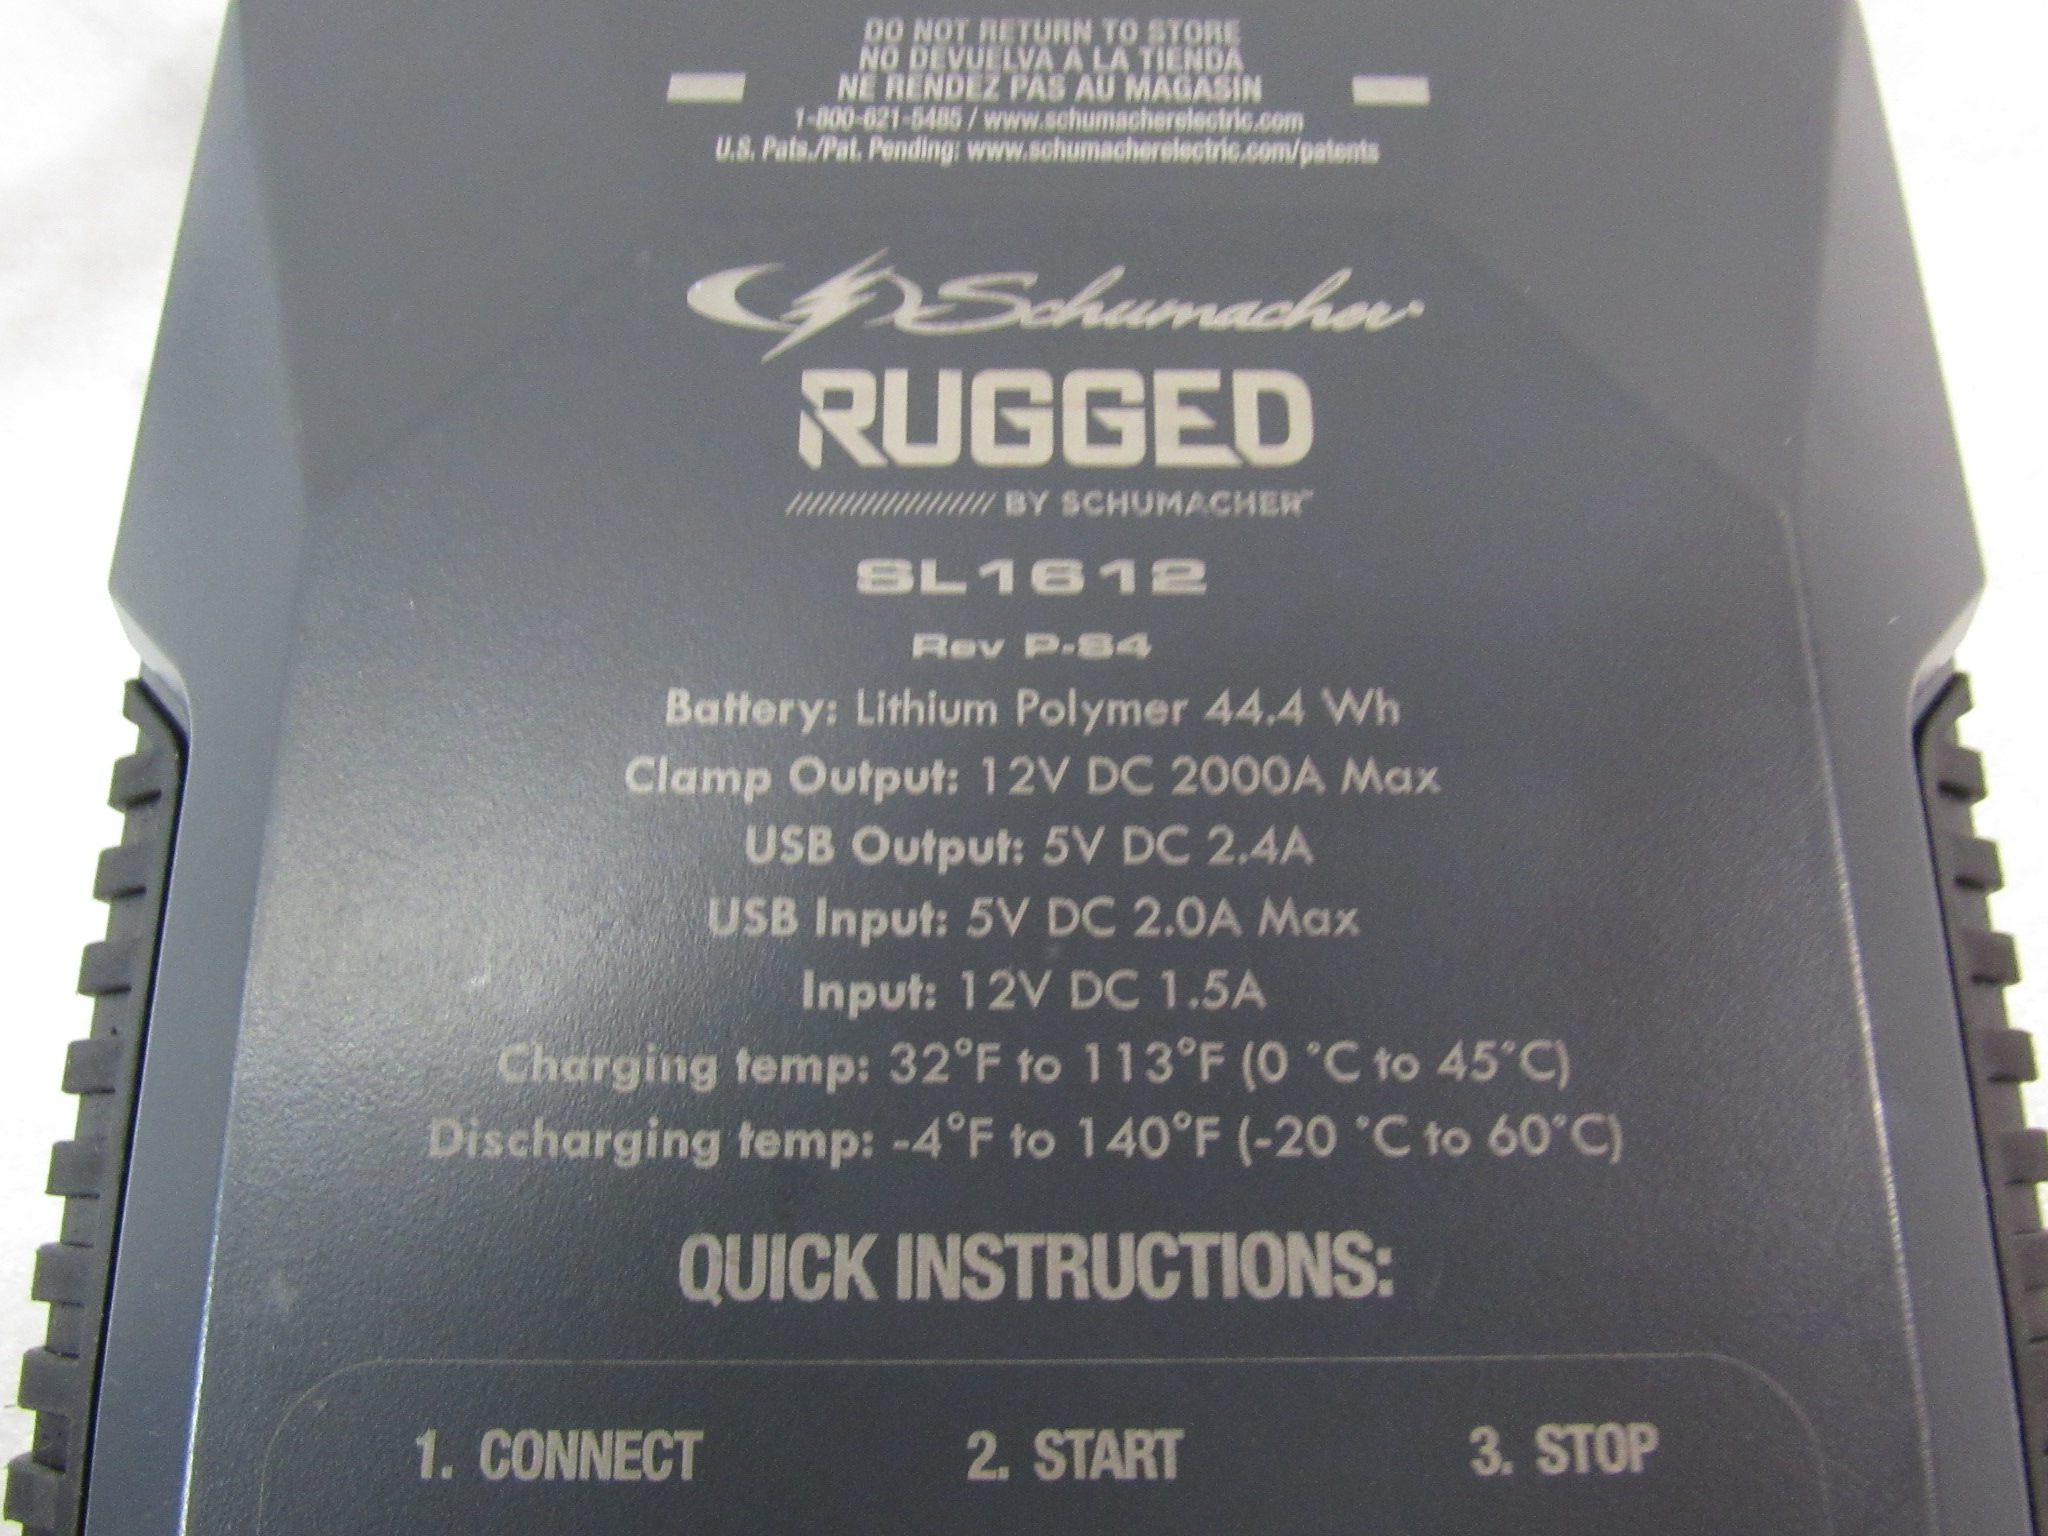 DO NOT RETURN TO STORE
NO DEVUELVA A LA TIENDA
NE RENDEZ PAS AU MAGASIN
1-800-621-5485 / www.schumacherelectric.com
U.S. Pats./Pat. Pending: www.schumacherelectric.com/patents
Schumacher
RUGGED
BY SCHUMACHER™
SL1612
Rev P-S4
Battery: Lithium Polymer 44.4 Wh
Clamp Output: 12V DC 2000A Max
USB Output: 5V DC 2.4A
USB Input: 5V DC 2.0A Max
Input: 12V DC 1.5A
Charging temp: 32°F to 113°F (0 °C to 45°C)
Discharging temp: -4°F to 140°F (-20 °C to 60°C)
QUICK INSTRUCTIONS:
1. CONNECT 2. START 3. STOP